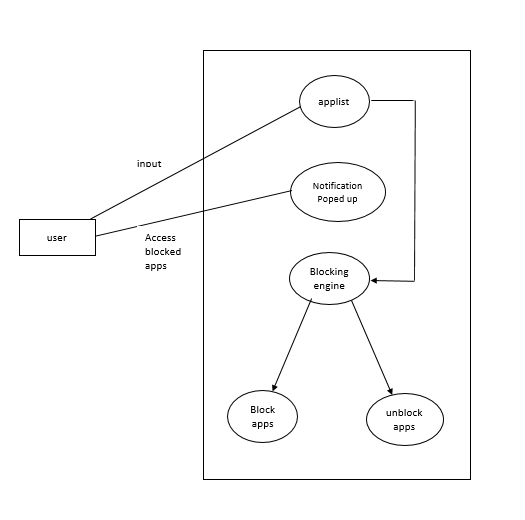 applist
input
Notification
Poped up
user
Access
blocked
apps
Blocking
engine
Block
apps
unblock
apps